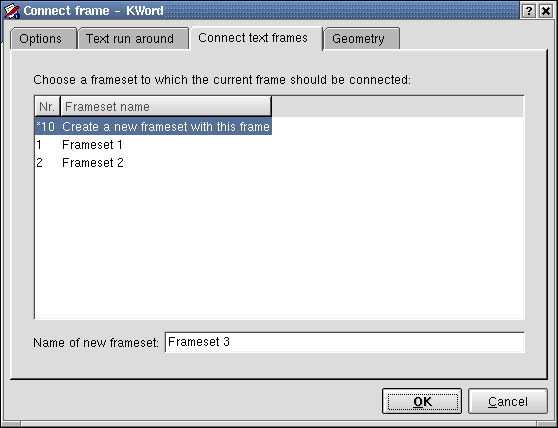 Connect frame - KWord
Options Text run around Connect text frames Geometry
Choose a frameset to which the current frame should be connected:
Nr. Frameset name
*10 Create a new frameset with this frame
1 Frameset 1
2 Frameset 2
Name of new frameset: Frameset 3
OK Cancel